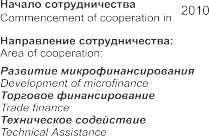 Начало сотрудничества
Commencement of cooperation in 2010
Направление сотрудничества:
Area of cooperation:
Развитие микрофинансирования
Development of microfinance
Торговое финансирование
Trade finance
Техническое содействие
Technical Assistance